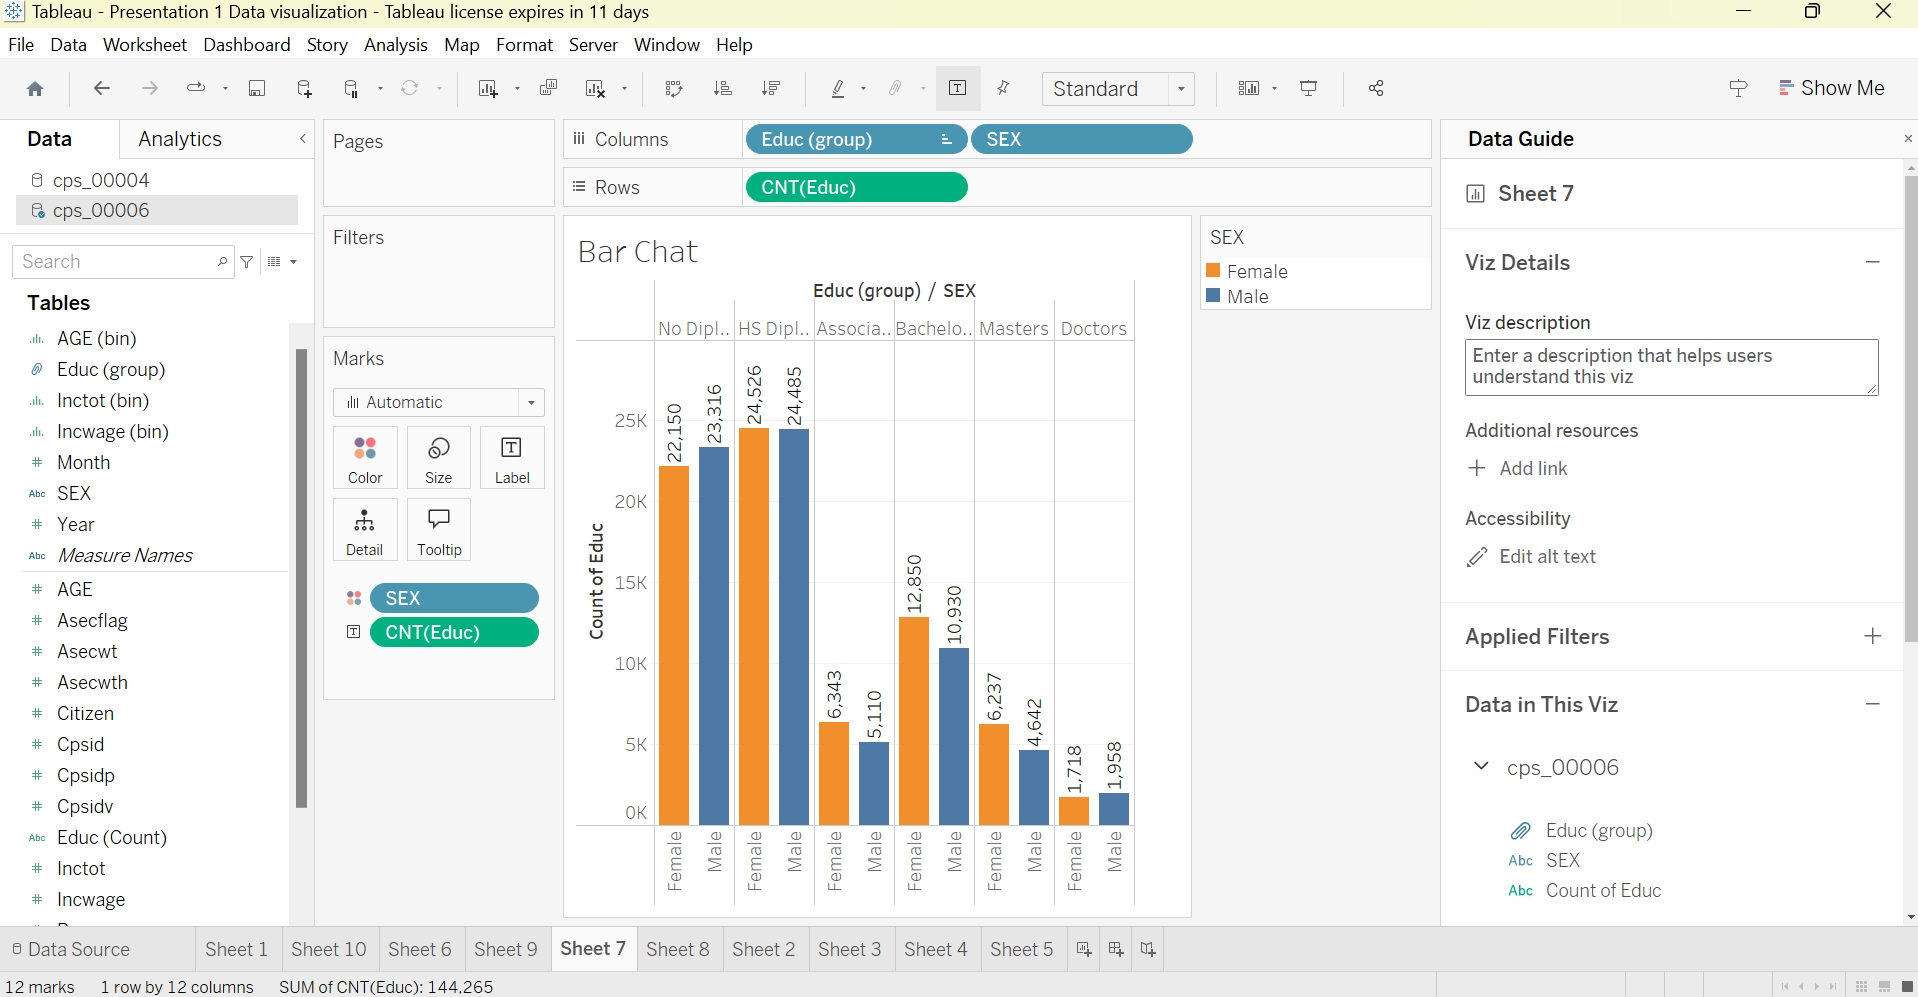 Tableau - Presentation 1 Data visualization - Tableau license expires in 11 days
File Data Worksheet Dashboard Story Analysis Map Format Server Window Help
Standard
Show Me
Data
Analytics
cps_00004
cps_00006
Search
Tables
AGE (bin)
Educ (group)
Inctot (bin)
Incwage (bin)
# Month
Abc SEX
# Year
Abc Measure Names
# AGE
# Asecflag
# Asecwt
# Asecwth
# Citizen
# Cpsid
# Cpsidp
# Cpsidv
Abc Educ (Count)
# Inctot
# Incwage
Pages
Filters
Marks
Automatic
Color
Size
T
Label
Detail
Tooltip
SEX
T CNT(Educ)
iii Columns
Educ (group)
SEX
Rows
CNT(Educ)
Bar Chat
Educ (group) / SEX
No Dipl.. HS Dipl.. Associa.. Bachelo.. Masters Doctors
Count of Educ
25K
20K
15K
10K
5K
0K
22,150
23,316
24,526
24,485
6,343
5,110
12,850
10,930
6,237
4,642
1,718
1,958
Female
Male
Female
Male
Female
Male
Female
Male
Female
Male
Female
Male
SEX
Female
Male
Data Guide
Sheet 7
Viz Details
Viz description
Enter a description that helps users
understand this viz
Additional resources
+ Add link
Accessibility
Edit alt text
Applied Filters
Data in This Viz
cps_00006
Educ (group)
Abc SEX
Abc Count of Educ
Data Source
Sheet 1
Sheet 10
Sheet 6
Sheet 9
Sheet 7
Sheet 8
Sheet 2
Sheet 3
Sheet 4
Sheet 5
12 marks
1 row by 12 columns
SUM of CNT(Educ): 144,265